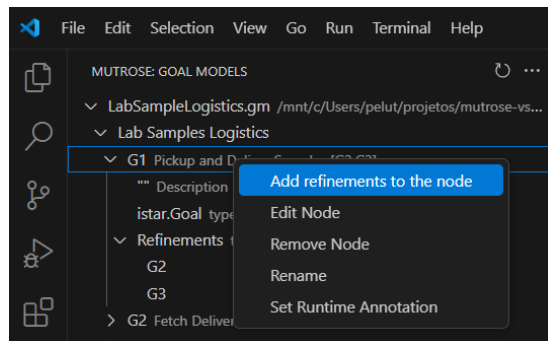 File Edit Selection View Go Run Terminal Help
MUTROSE: GOAL MODELS
LabSampleLogistics.gm /mnt/c/Users/pelut/projetos/mutrose-vs...
Lab Samples Logistics
G1 Pickup and
"" Description
istar.Goal type
Refinements
G2
G3
G2 Fetch Deliver
Add refinements to the node
Edit Node
Remove Node
Rename
Set Runtime Annotation